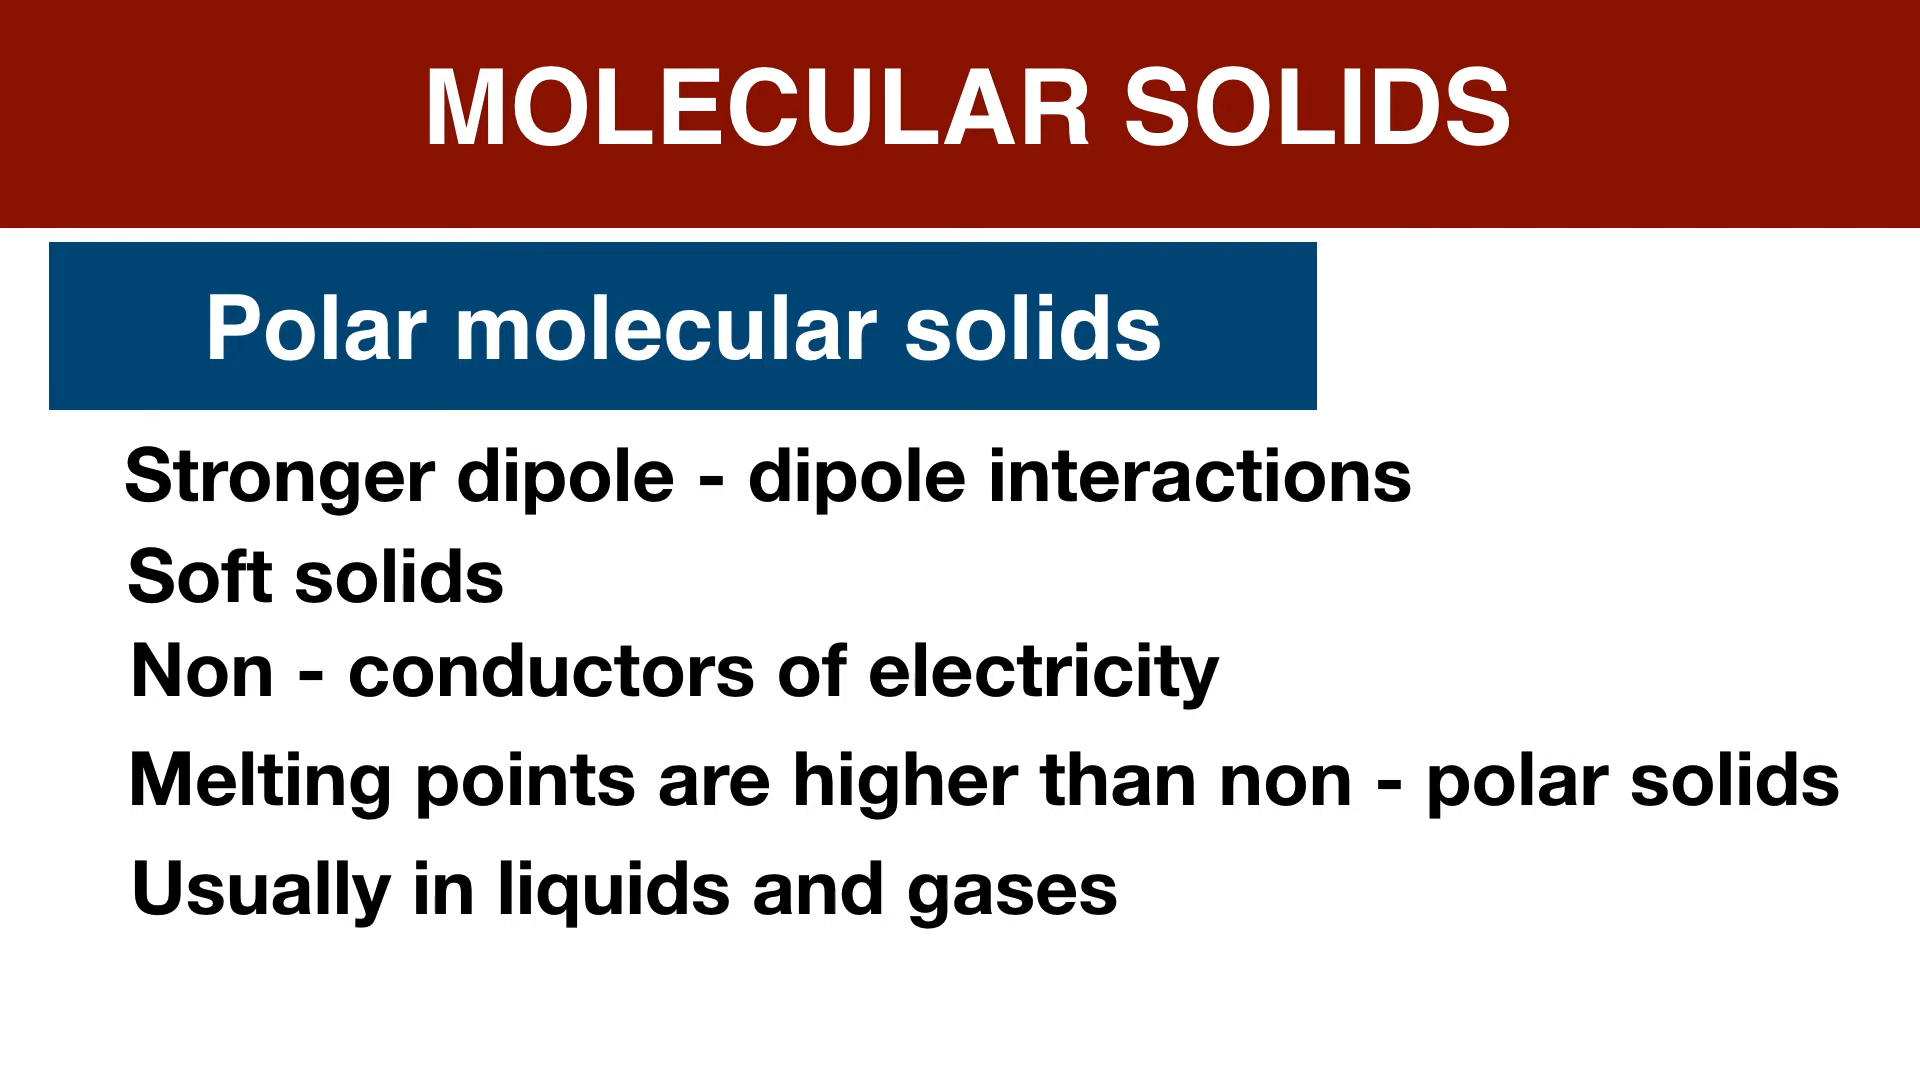 MOLECULAR SOLIDS
Polar molecular solids
Stronger dipole - dipole interactions
Soft solids
Non - conductors of electricity
Melting points are higher than non - polar solids
Usually in liquids and gases